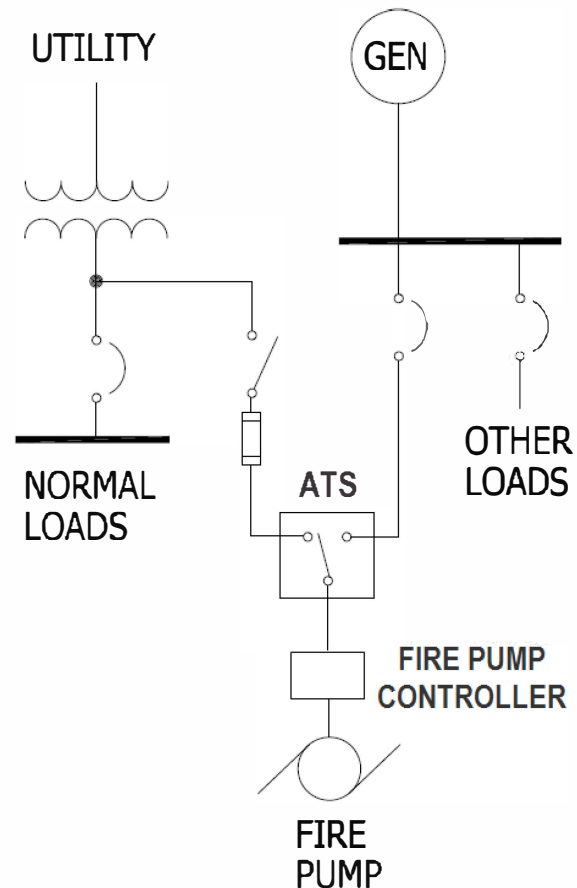 UTILITY
GEN
NORMAL
LOADS
ATS
OTHER
LOADS
FIRE PUMP
CONTROLLER
FIRE
PUMP